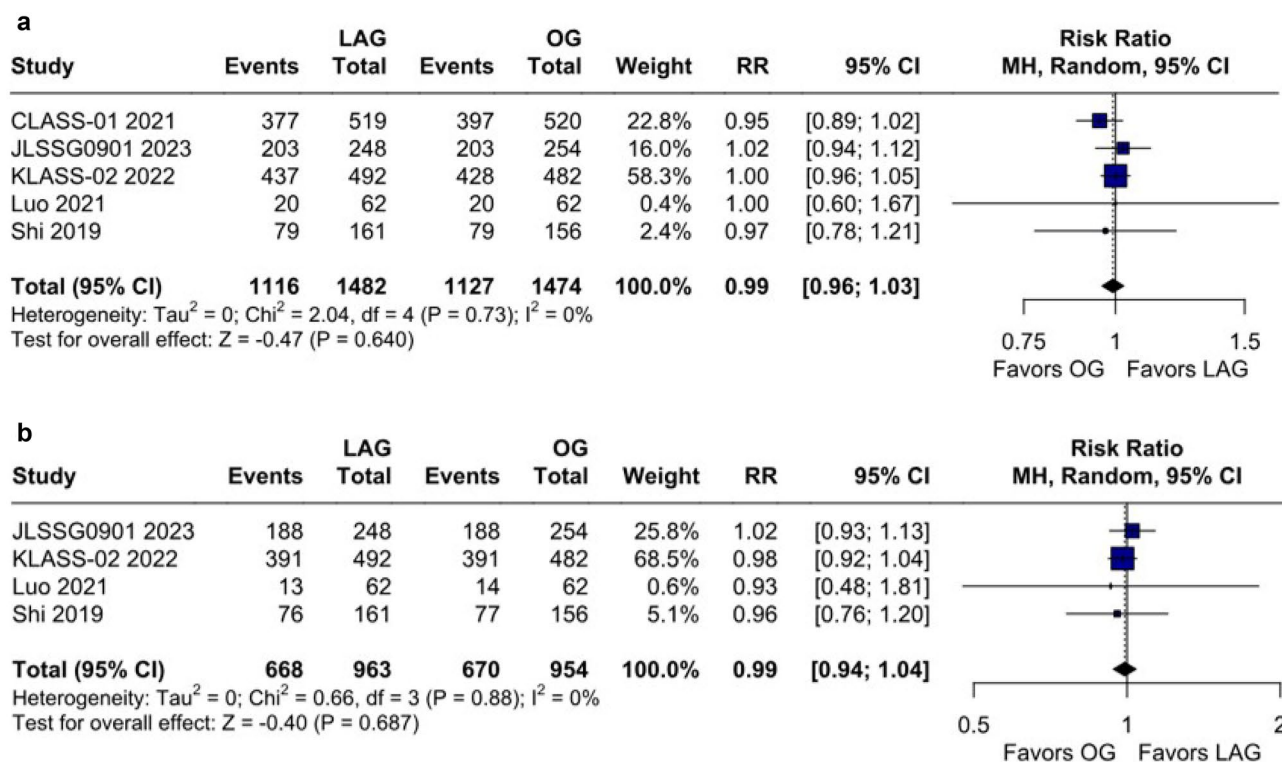 a
LAG OG Risk Ratio
Study Events Total Events Total Weight RR 95% CI MH, Random, 95% CI
CLASS-01 2021 377 519 397 520 22.8% 0.95 [0.89; 1.02]
JLSSG0901 2023 203 248 203 254 16.0% 1.02 [0.94; 1.12]
KLASS-02 2022 437 492 428 482 58.3% 1.00 [0.96; 1.05]
Luo 2021 20 62 20 62 0.4% 1.00 [0.60; 1.67]
Shi 2019 79 161 79 156 2.4% 0.97 [0.78; 1.21]
Total (95% CI) 1116 1482 1127 1474 100.0% 0.99 [0.96; 1.03]
Heterogeneity: Tau² = 0; Chi² = 2.04, df = 4 (P = 0.73); I² = 0%
Test for overall effect: Z = -0.47 (P = 0.640)
0.75 1 1.5
Favors OG Favors LAG
b
LAG OG Risk Ratio
Study Events Total Events Total Weight RR 95% CI MH, Random, 95% CI
JLSSG0901 2023 188 248 188 254 25.8% 1.02 [0.93; 1.13]
KLASS-02 2022 391 492 391 482 68.5% 0.98 [0.92; 1.04]
Luo 2021 13 62 14 62 0.6% 0.93 [0.48; 1.81]
Shi 2019 76 161 77 156 5.1% 0.96 [0.76; 1.20]
Total (95% CI) 668 963 670 954 100.0% 0.99 [0.94; 1.04]
Heterogeneity: Tau² = 0; Chi² = 0.66, df = 3 (P = 0.88); I² = 0%
Test for overall effect: Z = -0.40 (P = 0.687)
0.5 1 2
Favors OG Favors LAG